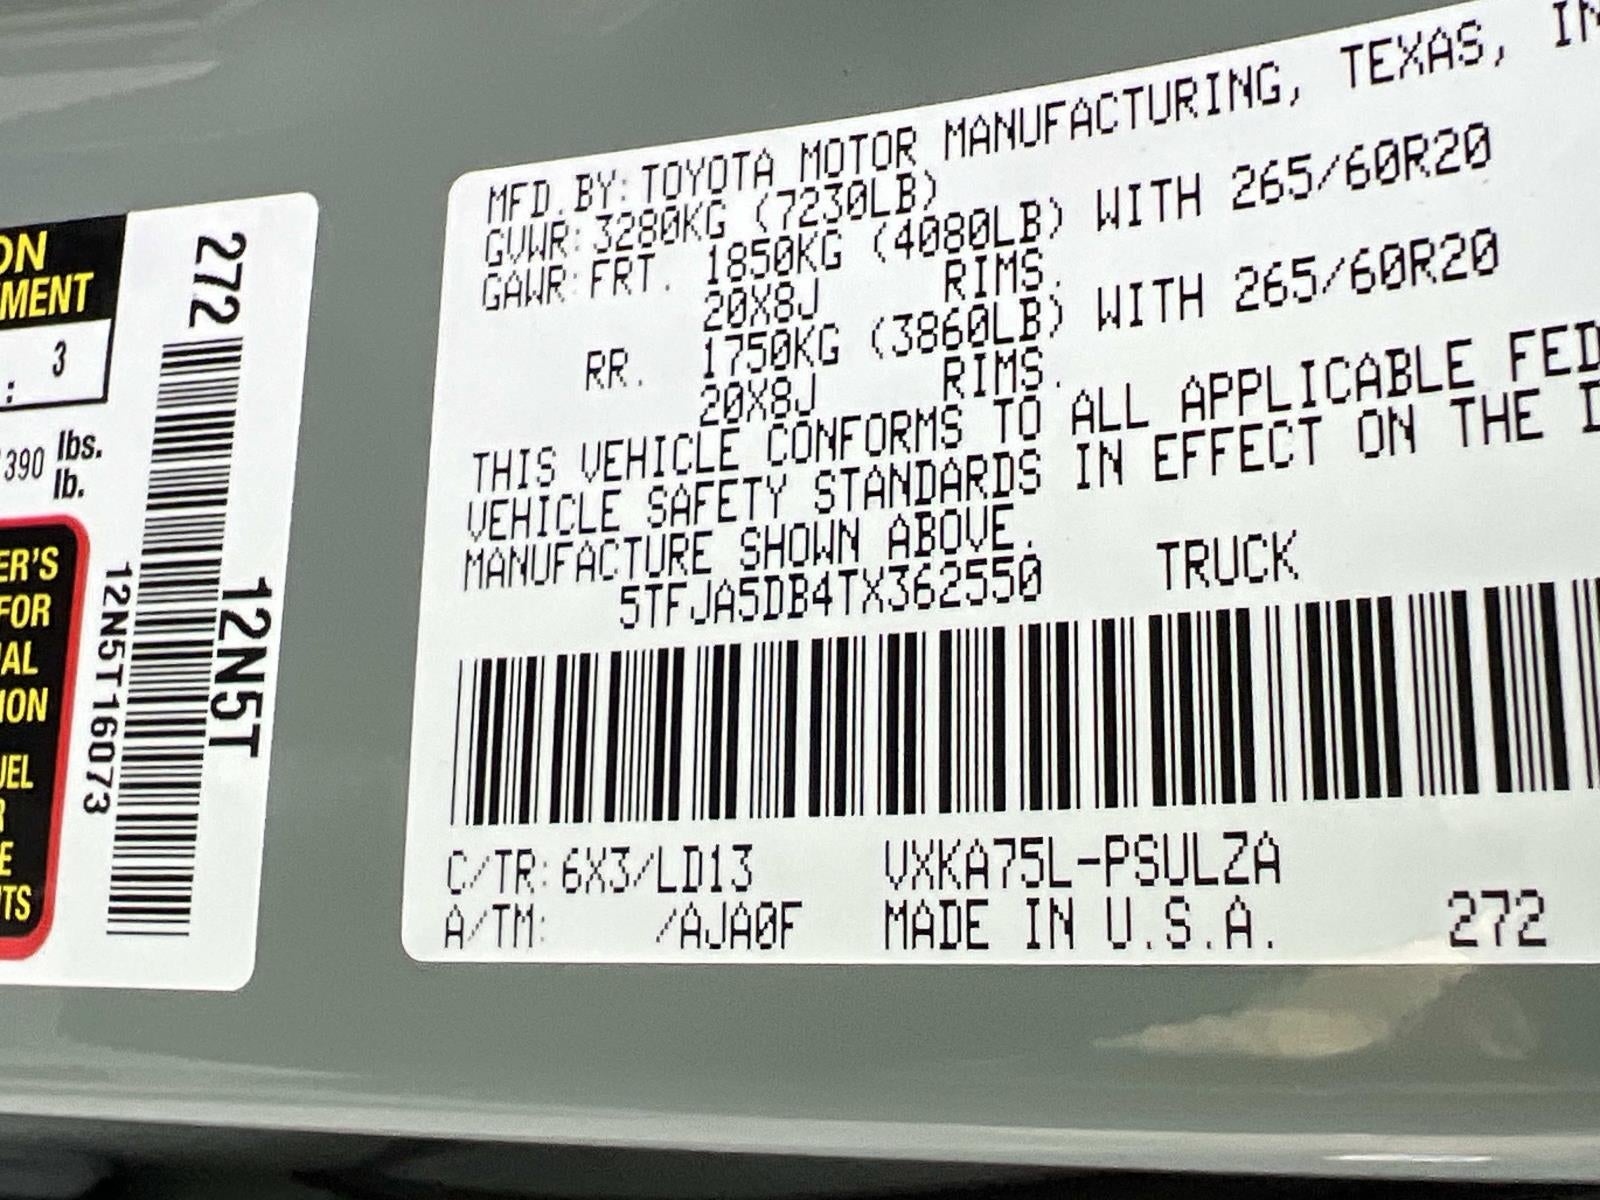 ON
MENT
: 3
390 lbs.
lb.
ER'S
FOR
AL
ION
UEL
R
E
TS
272
12N5T
12N5T16073
MFD. BY: TOYOTA MOTOR MANUFACTURING, TEXAS, IN
GVWR: 3280KG (7230LB)
GAWR: FRT. 1850KG (4080LB) WITH 265/60R20
20X8J RIMS.
RR. 1750KG (3860LB) WITH 265/60R20
20X8J RIMS.
THIS VEHICLE CONFORMS TO ALL APPLICABLE FED
VEHICLE SAFETY STANDARDS IN EFFECT ON THE D
MANUFACTURE SHOWN ABOVE.
5TFJA5DB4TX362550 TRUCK
C/TR: 6X3/LD13 VXKA75L-PSULZA
A/TM: /AJA0F MADE IN U.S.A. 272